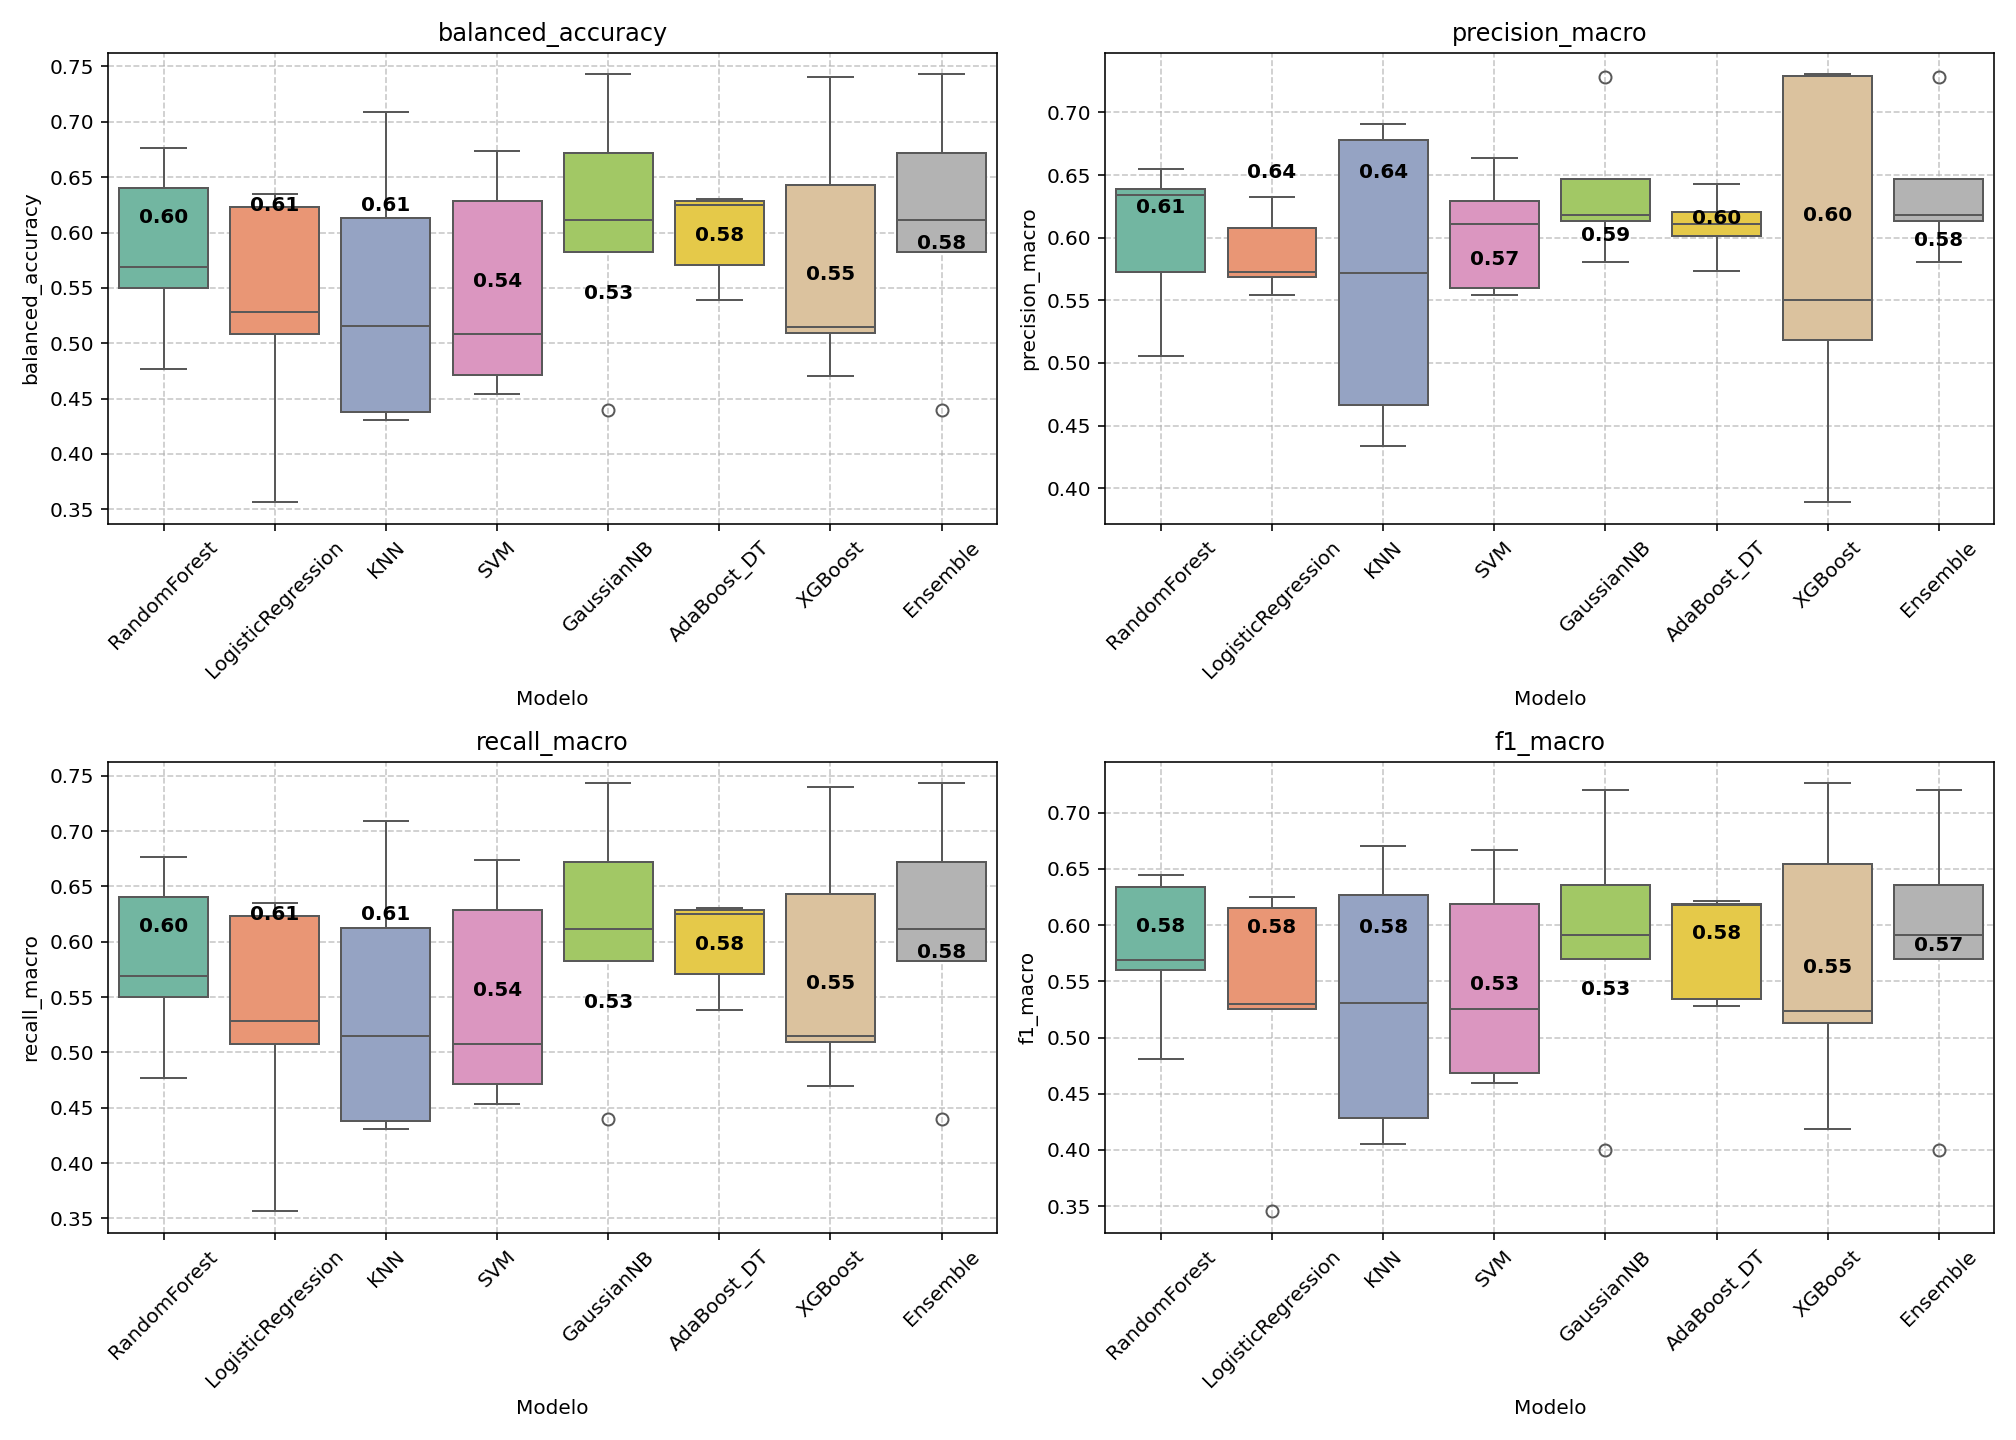 balanced_accuracy
balanced_accuracy
0.75
0.70
0.65
0.60
0.55
0.50
0.45
0.40
0.35
0.60
0.61
0.61
0.54
0.53
0.58
0.55
0.58
RandomForest
LogisticRegression
KNN
SVM
GaussianNB
AdaBoost_DT
XGBoost
Ensemble
Modelo
precision_macro
precision_macro
0.70
0.65
0.60
0.55
0.50
0.45
0.40
0.61
0.64
0.64
0.57
0.59
0.60
0.60
0.58
RandomForest
LogisticRegression
KNN
SVM
GaussianNB
AdaBoost_DT
XGBoost
Ensemble
Modelo
recall_macro
recall_macro
0.75
0.70
0.65
0.60
0.55
0.50
0.45
0.40
0.35
0.60
0.61
0.61
0.54
0.53
0.58
0.55
0.58
RandomForest
LogisticRegression
KNN
SVM
GaussianNB
AdaBoost_DT
XGBoost
Ensemble
Modelo
f1_macro
f1_macro
0.70
0.65
0.60
0.55
0.50
0.45
0.40
0.35
0.58
0.58
0.58
0.53
0.53
0.58
0.55
0.57
RandomForest
LogisticRegression
KNN
SVM
GaussianNB
AdaBoost_DT
XGBoost
Ensemble
Modelo